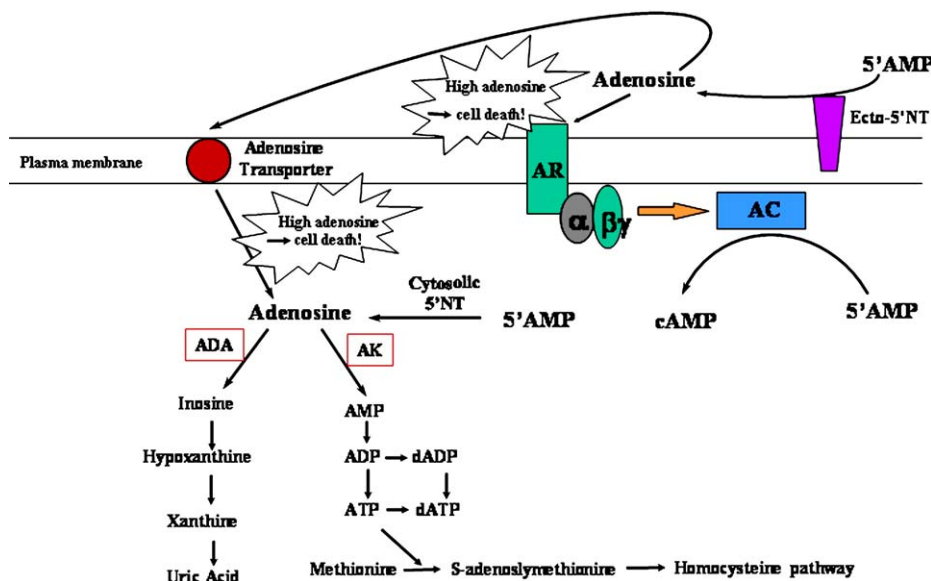 5'AMP
Adenosine
High adenosine
cell death!
Ecto-5'NT
Plasma membrane
Adenosine
Transporter
AR
α
βγ
AC
High adenosine
cell death!
Cytosolic
5'NT
Adenosine
5'AMP
cAMP
5'AMP
ADA
AK
Inosine
AMP
Hypoxanthine
ADP
dADP
ATP
dATP
Xanthine
Methionine
S-adenoslymethionine
Homocysteine pathway
Uric Acid